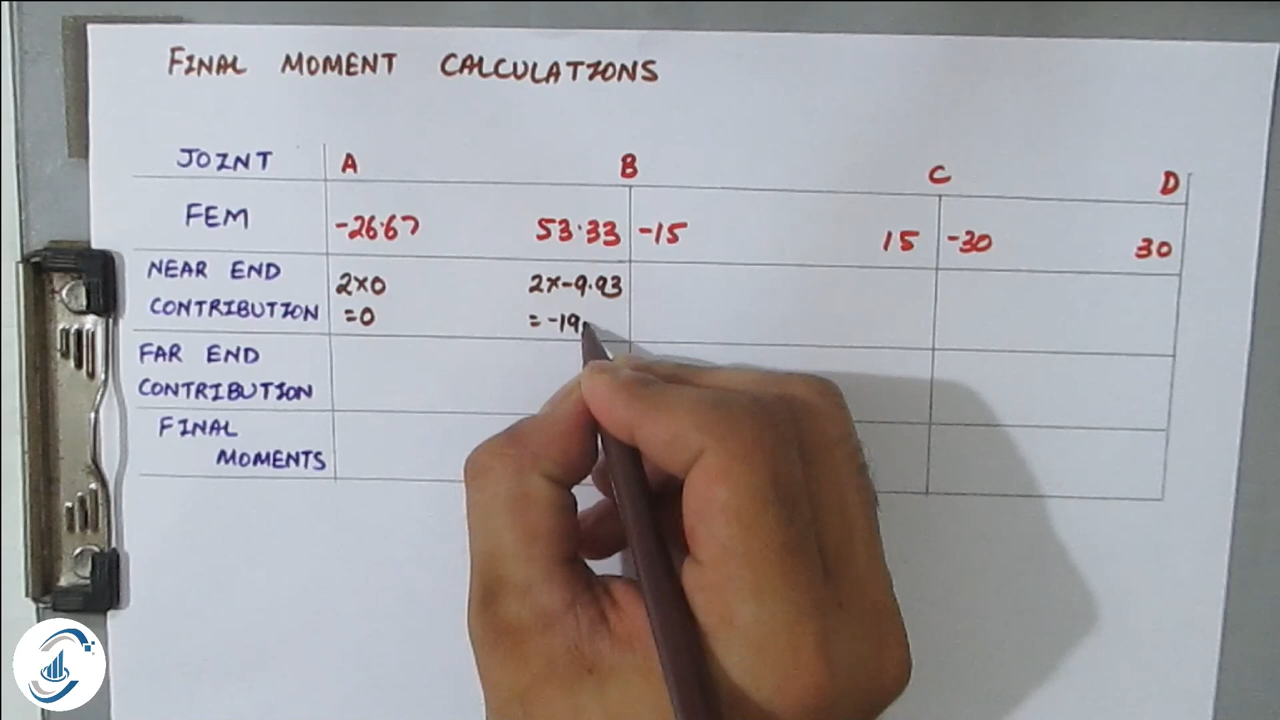 FINAL MOMENT CALCULATIONS
JOINT A B C D
FEM -26.67 53.33 -15 15 -30 30
NEAR END CONTRIBUTION 2×0 =0 2×-9.93 =-19.
FAR END CONTRIBUTION
FINAL MOMENTS